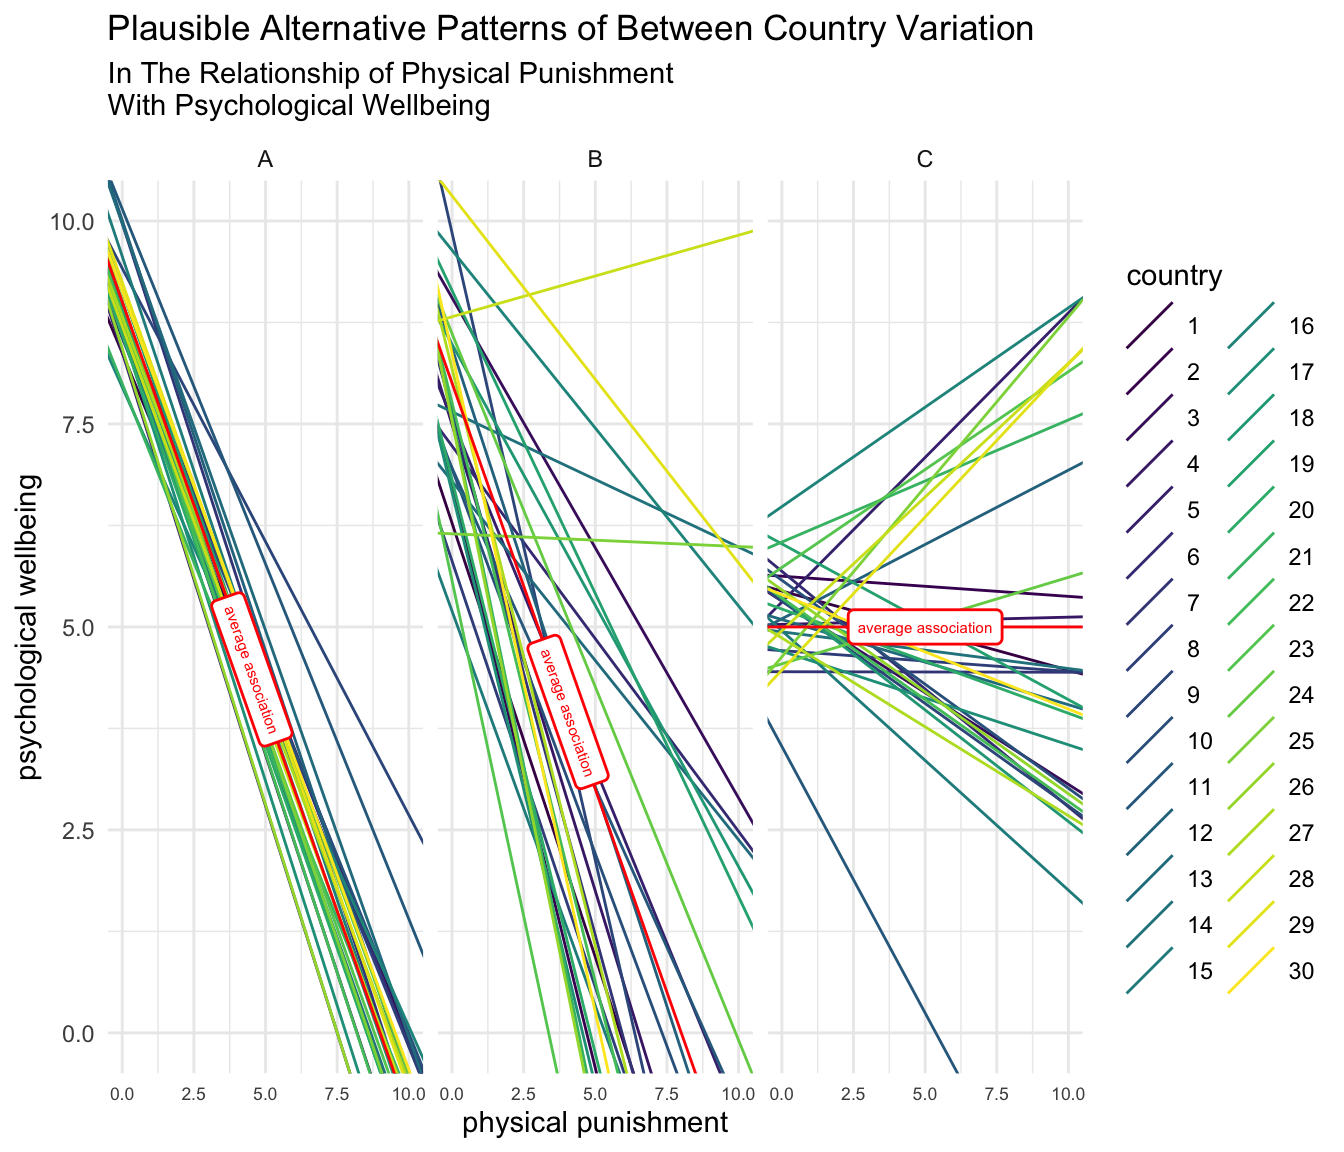 Plausible Alternative Patterns of Between Country Variation
In The Relationship of Physical Punishment
With Psychological Wellbeing
A
B
C
psychological wellbeing
10.0
7.5
5.0
2.5
0.0
average association
average association
average association
0.0 2.5 5.0 7.5 10.0
0.0 2.5 5.0 7.5 10.0
0.0 2.5 5.0 7.5 10.0
physical punishment
country
1
2
3
4
5
6
7
8
9
10
11
12
13
14
15
16
17
18
19
20
21
22
23
24
25
26
27
28
29
30